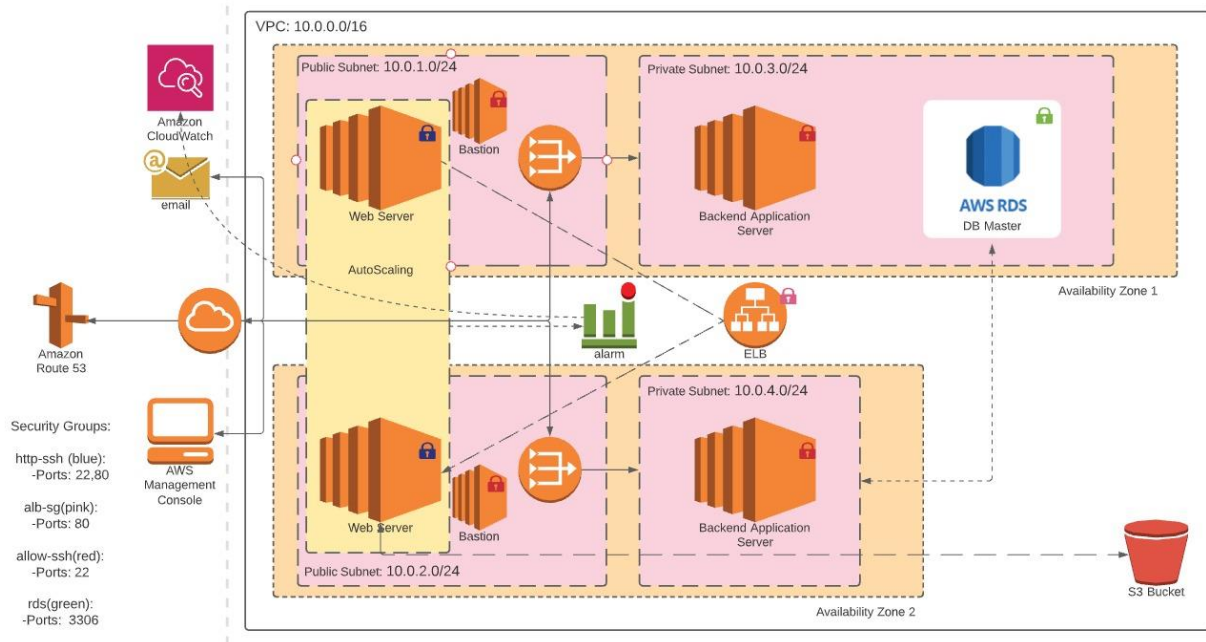 VPC: 10.0.0.0/16
Public Subnet: 10.0.1.0/24
Private Subnet: 10.0.3.0/24
Amazon
CloudWatch
@
email
Bastion
Web Server
Backend Application
Server
AWS RDS
DB Master
AutoScaling
Availability Zone 1
Amazon
Route 53
alarm
ELB
Private Subnet: 10.0.4.0/24
Security Groups:
http-ssh (blue):
-Ports: 22,80
alb-sg(pink):
-Ports: 80
allow-ssh(red):
-Ports: 22
rds(green):
-Ports: 3306
AWS
Management
Console
Web Server
Bastion
Backend Application
Server
Public Subnet: 10.0.2.0/24
S3 Bucket
Availability Zone 2